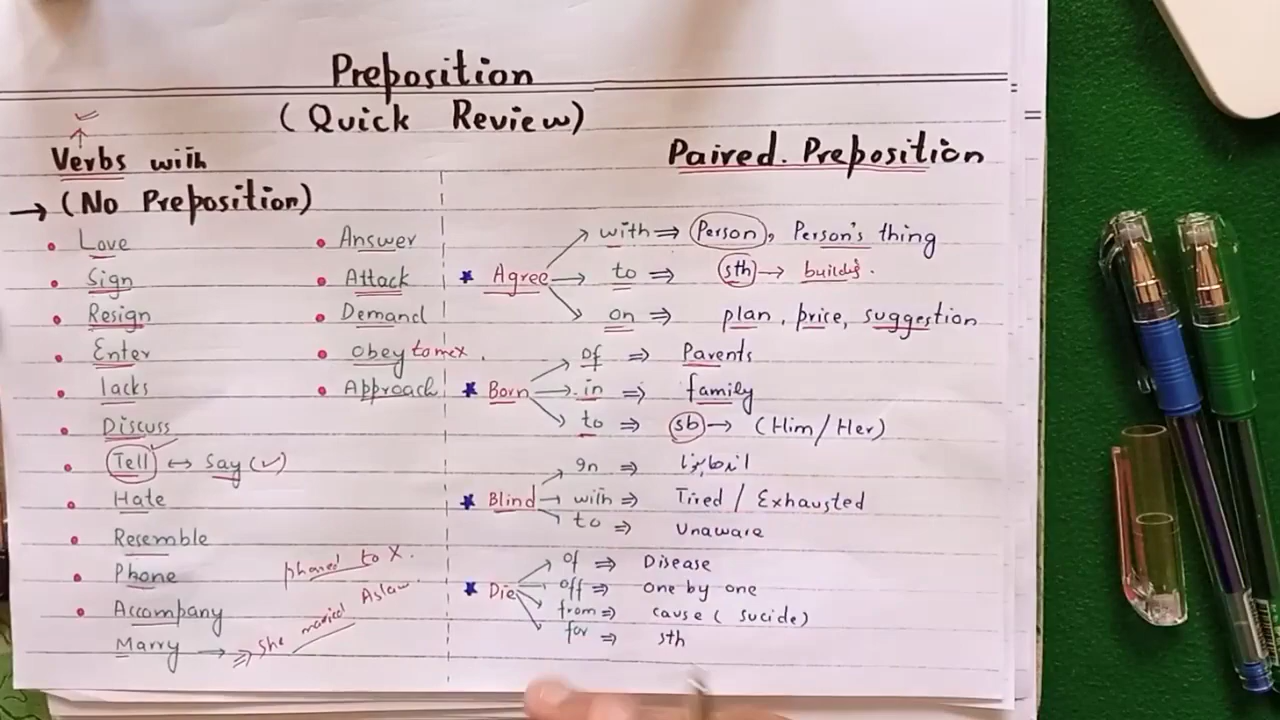 Preposition
(Quick Review)
Verbs with
→ (No Preposition)
• Love
• Sign
• Resign
• Enter
• lacks
• Discuss
• Tell ↔ Say (✓)
• Hate
• Resemble
• Phone
phoned to X.
• Accompany
Marry → ⇒ She married Aslam.
• Answer
• Attack
• Demand
• obey to mex.
• Approach
Paired. Preposition
★ Agree
with ⇒ Person, Person's thing
to ⇒ sth →
on ⇒ plan, price, suggestion
★ Born
of ⇒ Parents
in ⇒ family
to ⇒ sb → (Him/Her)
★ Blind
in ⇒
with ⇒ Tired / Exhausted
to ⇒ Unaware
★ Die
of ⇒ Disease
off ⇒ one by one
from ⇒ cause ( sucide)
for ⇒ sth